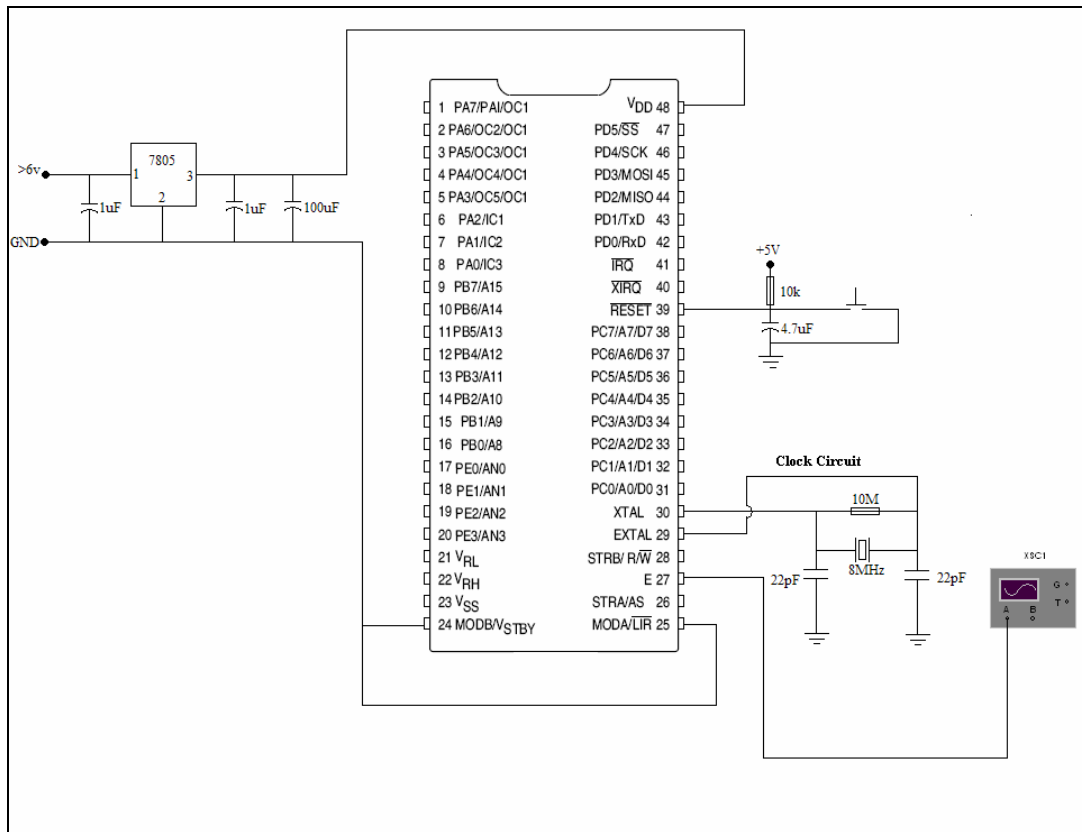 >6v
GND
7805
1
2
3
1uF
1uF
100uF
1 PA7/PAI/OC1
2 PA6/OC2/OC1
3 PA5/OC3/OC1
4 PA4/OC4/OC1
5 PA3/OC5/OC1
6 PA2/IC1
7 PA1/IC2
8 PA0/IC3
9 PB7/A15
10 PB6/A14
11 PB5/A13
12 PB4/A12
13 PB3/A11
14 PB2/A10
15 PB1/A9
16 PB0/A8
17 PE0/AN0
18 PE1/AN1
19 PE2/AN2
20 PE3/AN3
21 VRL
22 VRH
23 VSS
24 MODB/VSTBY
VDD 48
PD5/SS 47
PD4/SCK 46
PD3/MOSI 45
PD2/MISO 44
PD1/TxD 43
PD0/RxD 42
IRQ 41
XIRQ 40
RESET 39
PC7/A7/D7 38
PC6/A6/D6 37
PC5/A5/D5 36
PC4/A4/D4 35
PC3/A3/D3 34
PC2/A2/D2 33
PC1/A1/D1 32
PC0/A0/D0 31
XTAL 30
EXTAL 29
STRB/ R/W 28
E 27
STRA/AS 26
MODA/LIR 25
+5V
10k
4.7uF
Clock Circuit
10M
8MHz
22pF
22pF
XSC1
G
T
A B